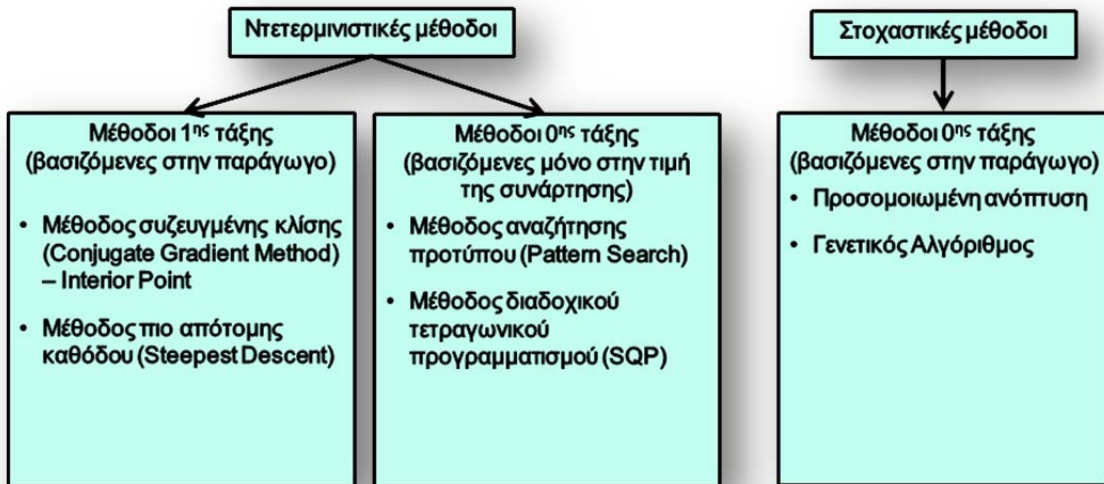 Ντετερμινιστικές μέθοδοι
Στοχαστικές μέθοδοι
Μέθοδοι 1ης τάξης
(βασιζόμενες στην παράγωγο)
• Μέθοδος συζευγμένης κλίσης
(Conjugate Gradient Method)
– Interior Point
• Μέθοδος πιο απότομης
καθόδου (Steepest Descent)
Μέθοδοι 0ης τάξης
(βασιζόμενες μόνο στην τιμή
της συνάρτησης)
• Μέθοδος αναζήτησης
προτύπου (Pattern Search)
• Μέθοδος διαδοχικού
τετραγωνικού
προγραμματισμού (SQP)
Μέθοδοι 0ης τάξης
(βασιζόμενες στην παράγωγο)
• Προσομοιωμένη ανόπτυση
• Γενετικός Αλγόριθμος